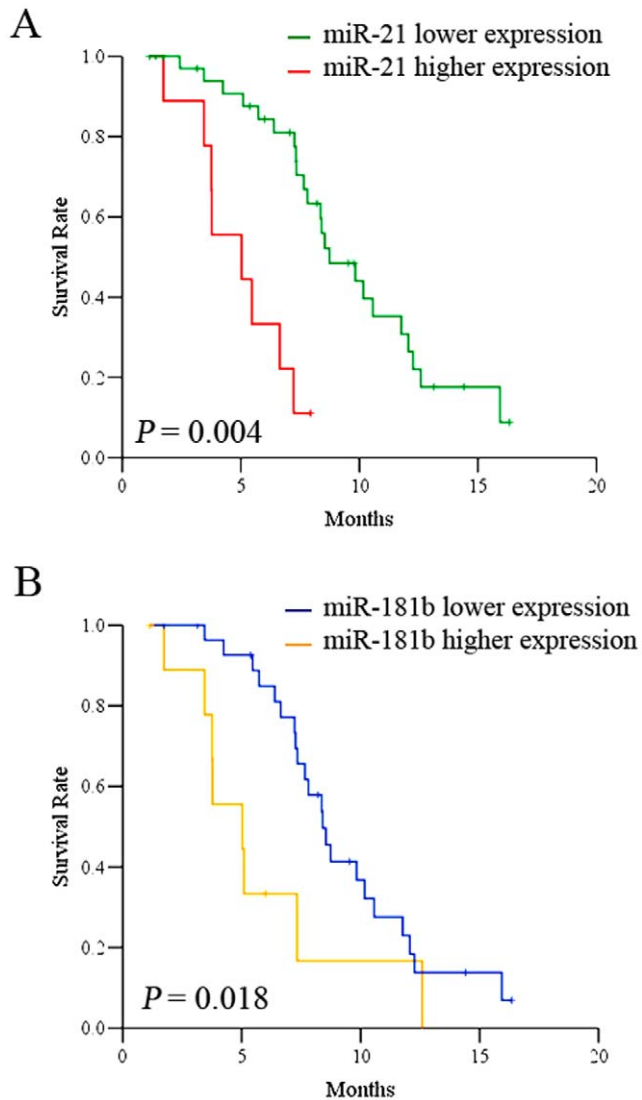 A
miR-21 lower expression
miR-21 higher expression
1.0
0.8
0.6
0.4
0.2
0.0
Survival Rate
P = 0.004
0 5 10 15 20
Months
B
miR-181b lower expression
miR-181b higher expression
1.0
0.8
0.6
0.4
0.2
0.0
Survival Rate
P = 0.018
0 5 10 15 20
Months